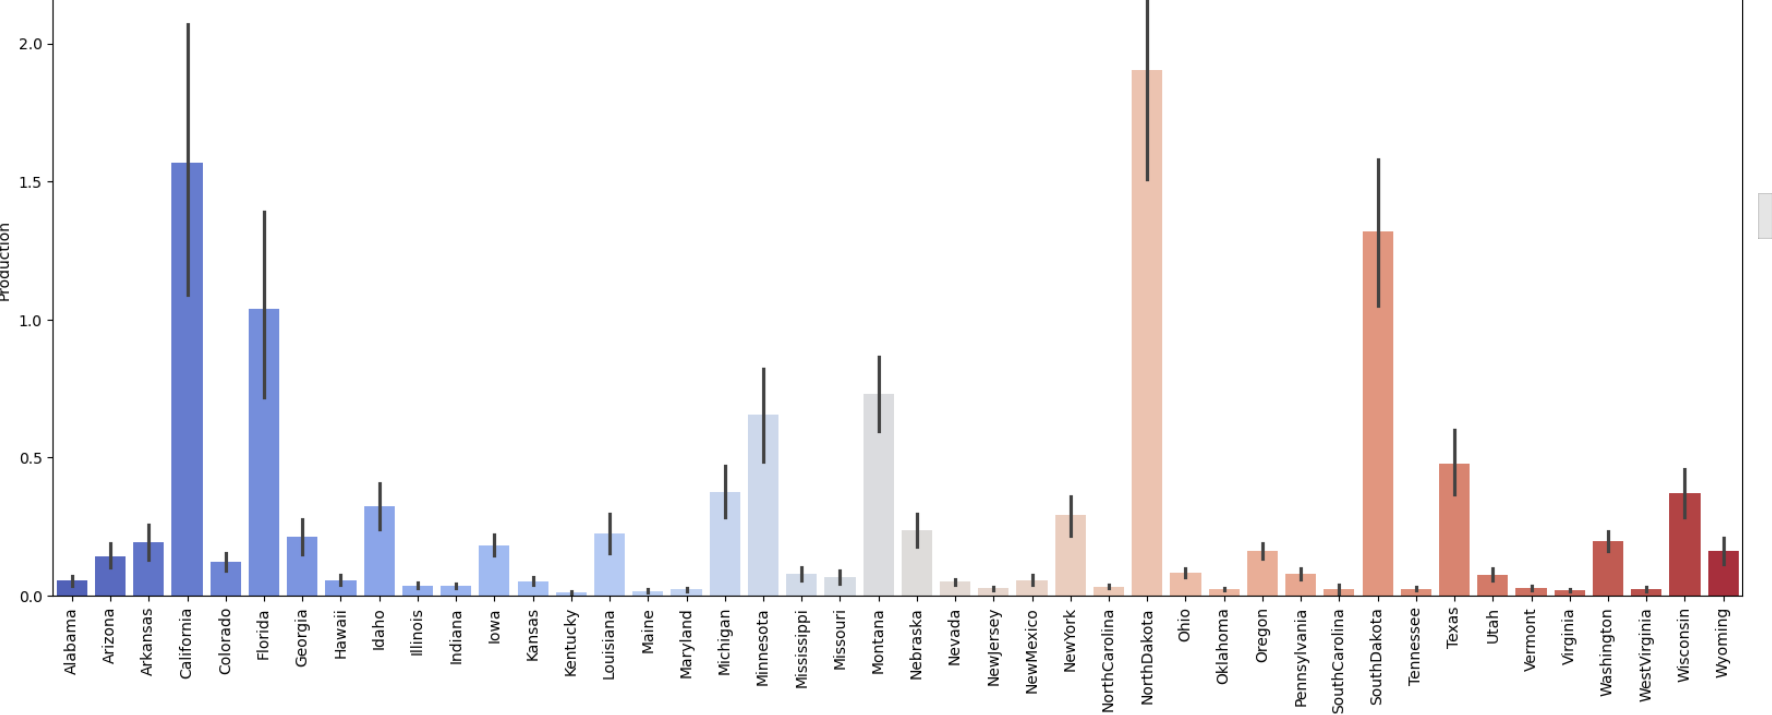 2.0
1.5
1.0
0.5
0.0
Production
Alabama
Arizona
Arkansas
California
Colorado
Florida
Georgia
Hawaii
Idaho
Illinois
Indiana
Iowa
Kansas
Kentucky
Louisiana
Maine
Maryland
Michigan
Minnesota
Mississippi
Missouri
Montana
Nebraska
Nevada
NewJersey
NewMexico
NewYork
NorthCarolina
NorthDakota
Ohio
Oklahoma
Oregon
Pennsylvania
SouthCarolina
SouthDakota
Tennessee
Texas
Utah
Vermont
Virginia
Washington
WestVirginia
Wisconsin
Wyoming